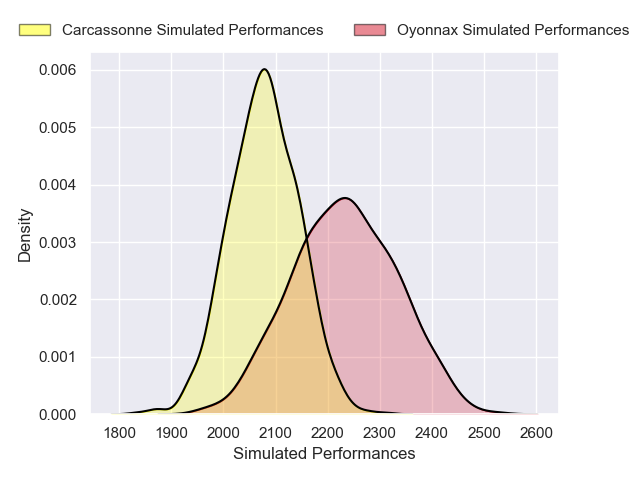 Carcassonne Simulated Performances
Oyonnax Simulated Performances
0.006
0.005
0.004
0.003
0.002
0.001
0.000
Density
1800 1900 2000 2100 2200 2300 2400 2500 2600
Simulated Performances